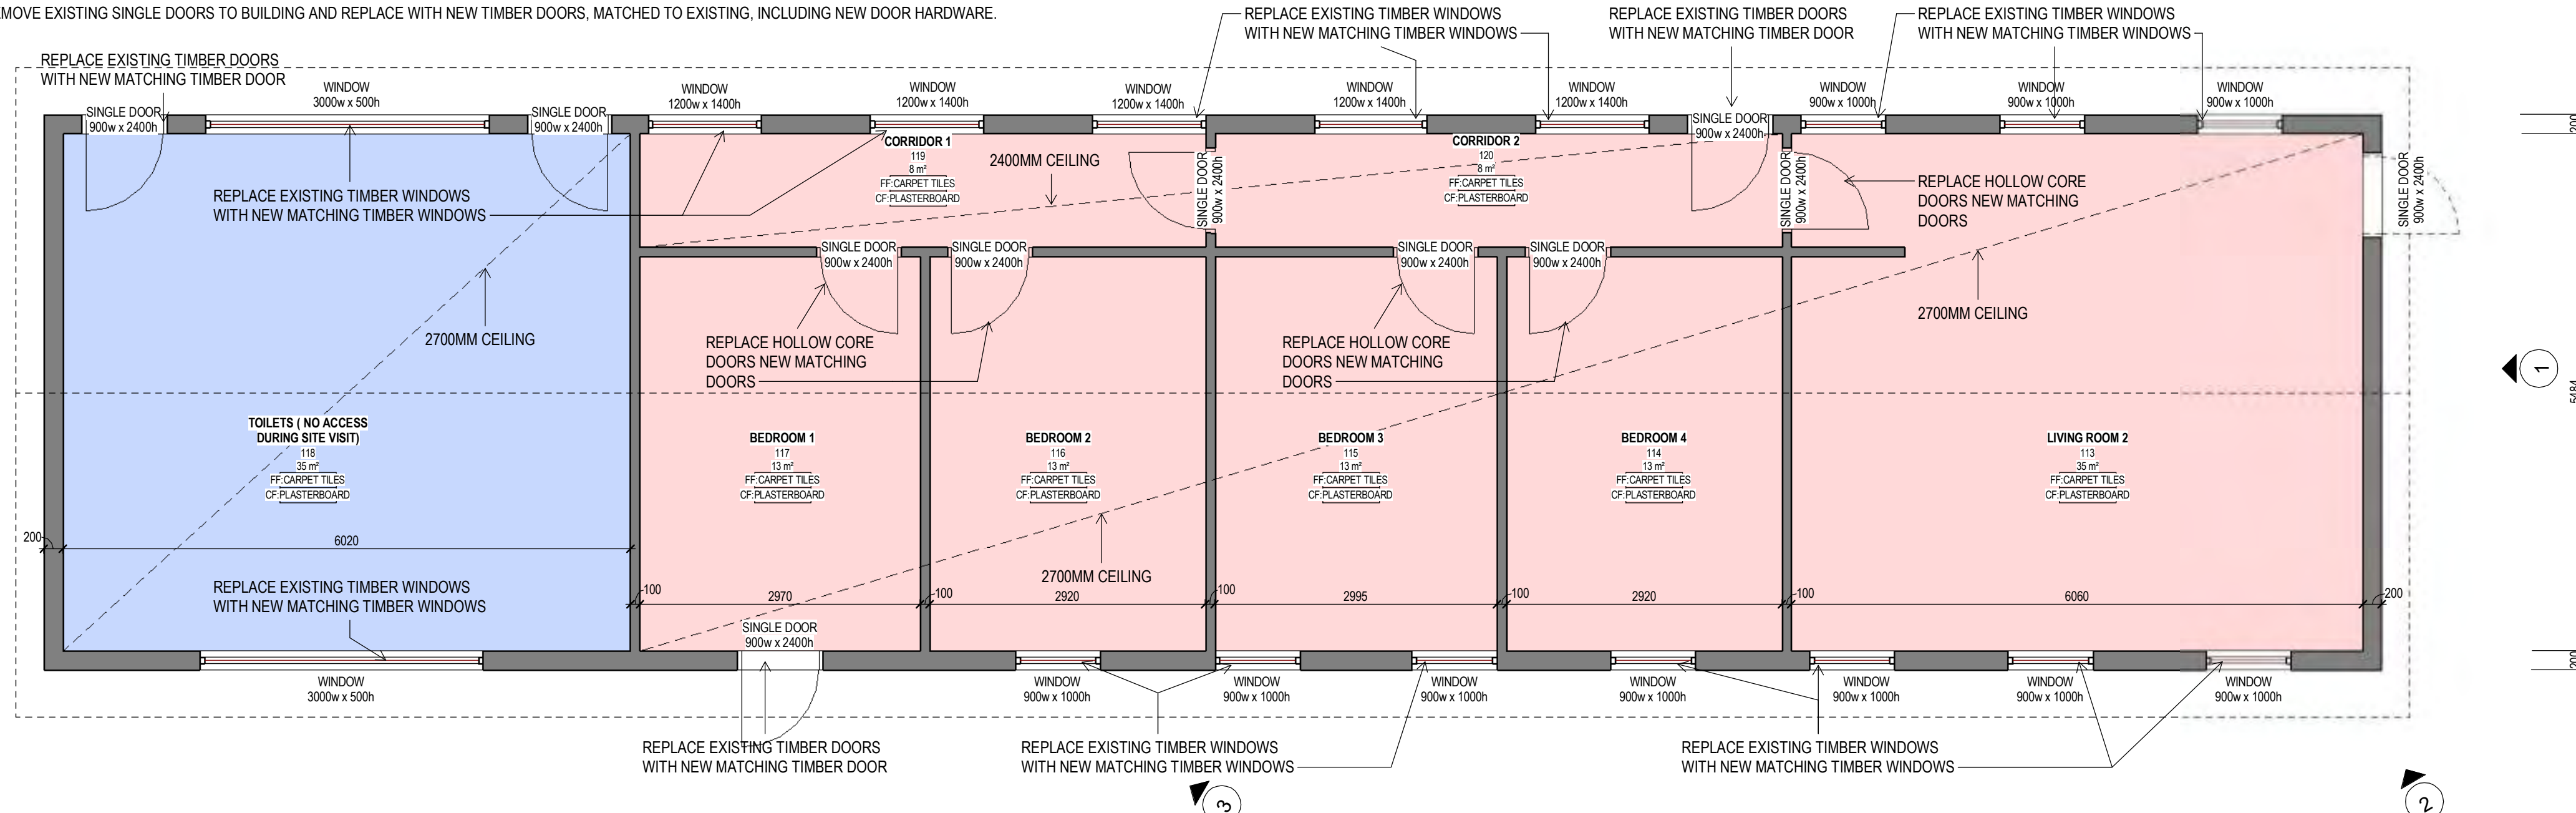 EMOVE EXISTING SINGLE DOORS TO BUILDING AND REPLACE WITH NEW TIMBER DOORS, MATCHED TO EXISTING, INCLUDING NEW DOOR HARDWARE.
REPLACE EXISTING TIMBER WINDOWS
WITH NEW MATCHING TIMBER WINDOWS
REPLACE EXISTING TIMBER DOORS
WITH NEW MATCHING TIMBER DOOR
REPLACE EXISTING TIMBER WINDOWS
WITH NEW MATCHING TIMBER WINDOWS
REPLACE EXISTING TIMBER DOORS
WITH NEW MATCHING TIMBER DOOR
SINGLE DOOR
900w x 2400h
WINDOW
3000w x 500h
SINGLE DOOR
900w x 2400h
WINDOW
1200w x 1400h
WINDOW
1200w x 1400h
WINDOW
1200w x 1400h
WINDOW
1200w x 1400h
WINDOW
1200w x 1400h
SINGLE DOOR
900w x 2400h
WINDOW
900w x 1000h
WINDOW
900w x 1000h
WINDOW
900w x 1000h
200
REPLACE EXISTING TIMBER WINDOWS
WITH NEW MATCHING TIMBER WINDOWS
CORRIDOR 1
119
8 m²
FF:CARPET TILES
CF:PLASTERBOARD
2400MM CEILING
SINGLE DOOR
900w x 2400h
CORRIDOR 2
120
8 m²
FF:CARPET TILES
CF:PLASTERBOARD
SINGLE DOOR
900w x 2400h
REPLACE HOLLOW CORE
DOORS NEW MATCHING
DOORS
SINGLE DOOR
900w x 2400h
SINGLE DOOR
900w x 2400h
SINGLE DOOR
900w x 2400h
SINGLE DOOR
900w x 2400h
SINGLE DOOR
900w x 2400h
2700MM CEILING
REPLACE HOLLOW CORE
DOORS NEW MATCHING
DOORS
REPLACE HOLLOW CORE
DOORS NEW MATCHING
DOORS
2700MM CEILING
1
5484
TOILETS ( NO ACCESS
DURING SITE VISIT)
118
35 m²
FF:CARPET TILES
CF:PLASTERBOARD
BEDROOM 1
117
13 m²
FF:CARPET TILES
CF:PLASTERBOARD
BEDROOM 2
116
13 m²
FF:CARPET TILES
CF:PLASTERBOARD
BEDROOM 3
115
13 m²
FF:CARPET TILES
CF:PLASTERBOARD
BEDROOM 4
114
13 m²
FF:CARPET TILES
CF:PLASTERBOARD
LIVING ROOM 2
113
35 m²
FF:CARPET TILES
CF:PLASTERBOARD
200
6020
2700MM CEILING
REPLACE EXISTING TIMBER WINDOWS
WITH NEW MATCHING TIMBER WINDOWS
100
2970
100
2920
100
2995
100
2920
100
6060
200
SINGLE DOOR
900w x 2400h
200
WINDOW
3000w x 500h
WINDOW
900w x 1000h
WINDOW
900w x 1000h
WINDOW
900w x 1000h
WINDOW
900w x 1000h
WINDOW
900w x 1000h
WINDOW
900w x 1000h
WINDOW
900w x 1000h
REPLACE EXISTING TIMBER DOORS
WITH NEW MATCHING TIMBER DOOR
REPLACE EXISTING TIMBER WINDOWS
WITH NEW MATCHING TIMBER WINDOWS
REPLACE EXISTING TIMBER WINDOWS
WITH NEW MATCHING TIMBER WINDOWS
3
2